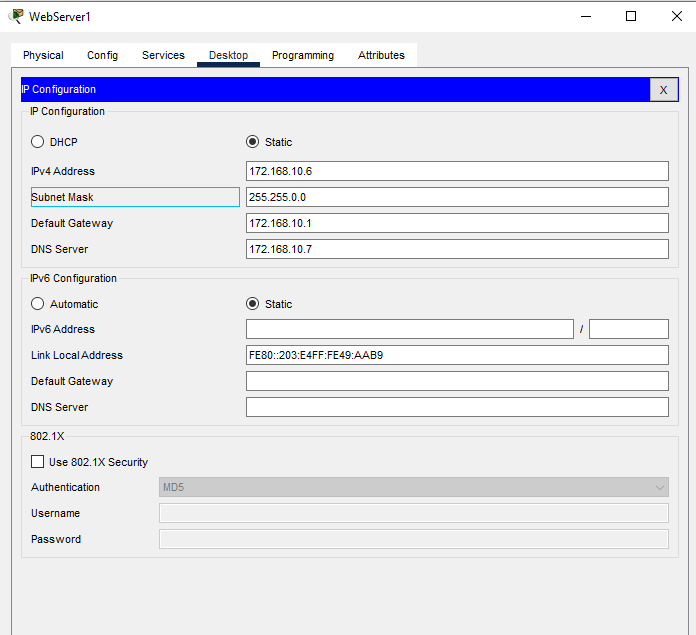 WebServer1
Physical Config Services Desktop Programming Attributes
IP Configuration X
IP Configuration
DHCP Static
IPv4 Address 172.168.10.6
Subnet Mask 255.255.0.0
Default Gateway 172.168.10.1
DNS Server 172.168.10.7
IPv6 Configuration
Automatic Static
IPv6 Address /
Link Local Address FE80::203:E4FF:FE49:AAB9
Default Gateway
DNS Server
802.1X
Use 802.1X Security
Authentication MD5
Username
Password